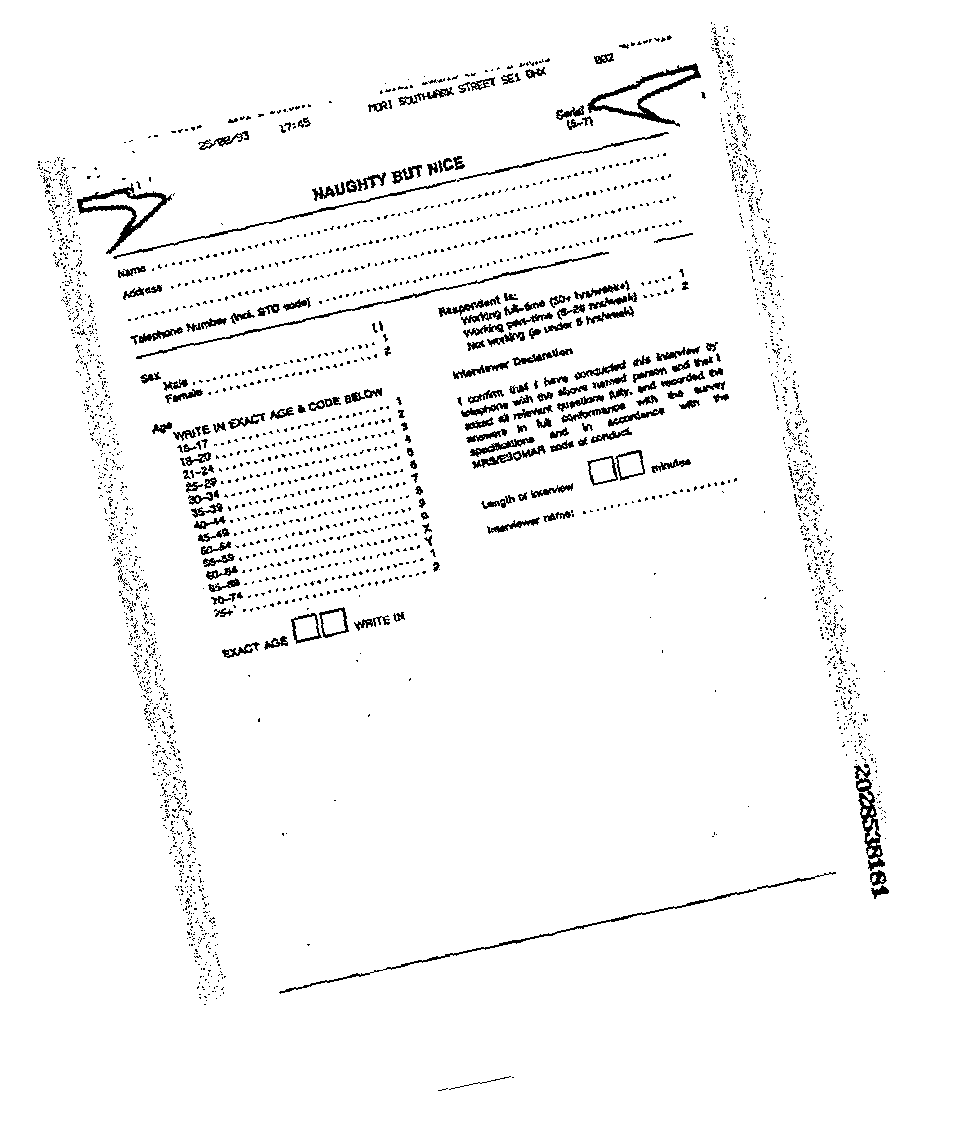 25/08/93 17:45 MORI SOUTHWARK STREET SE1 0HX 002
Serial
(5-7)
1
NAUGHTY BUT NICE
Name
Address
Telephone Number (incl. STD code)
Sex ( )
Male 1
Female 2
Age
WRITE IN EXACT AGE & CODE BELOW
16-17 1
18-20 2
21-24 3
25-29 4
30-34 5
35-39 6
40-44 7
45-49 8
50-54 9
55-59 0
60-64 X
65-69 Y
70-74 1
75+ 2
EXACT AGE WRITE IN
Respondent is:
Working full-time (30+ hrs/week) 1
Working part-time (8-29 hrs/week) 2
Not working (ie under 8 hrs/week)
Interviewer Declaration
I confirm that I have conducted this interview by
telephone with the above named person and that I
asked all relevant questions fully, and recorded the
answers in full conformance with the survey
specifications and in accordance with the
MRS/ESOMAR code of conduct.
Length of interview minutes
Interviewer name:
2028538161